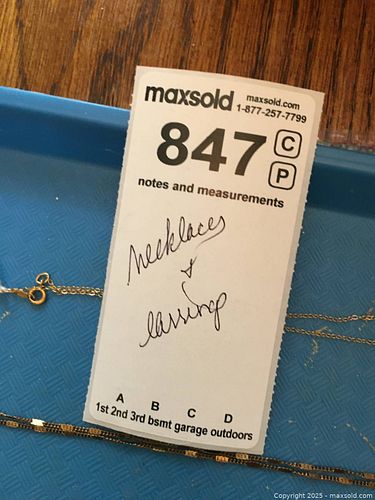 maxsold maxsold.com
1-877-257-7799
847 C
P
notes and measurements
necklaces
&
earrings
A B C D
1st 2nd 3rd bsmt garage outdoors
Copyright 2025 - maxsold.com